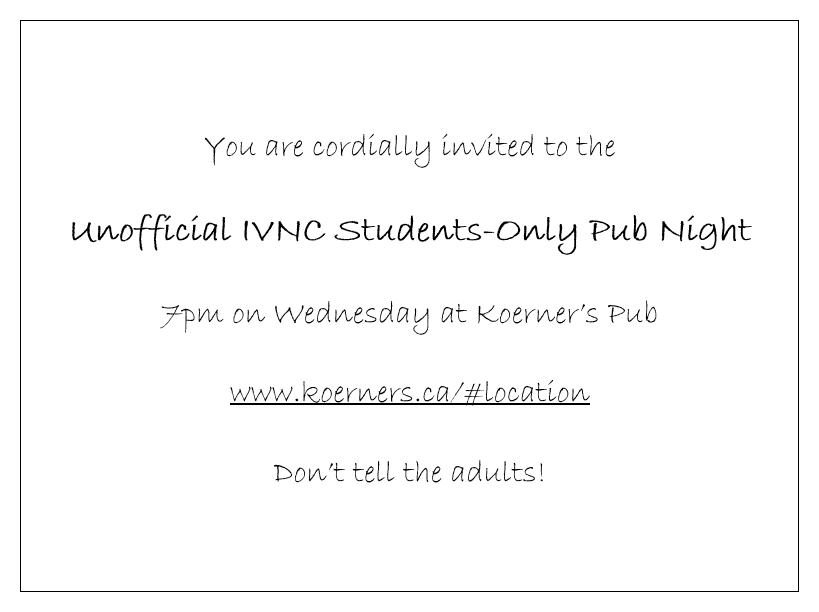 You are cordially invited to the
Unofficial IVNC Students-Only Pub Night
7pm on Wednesday at Koerner's Pub
www.koerners.ca/#location
Don't tell the adults!